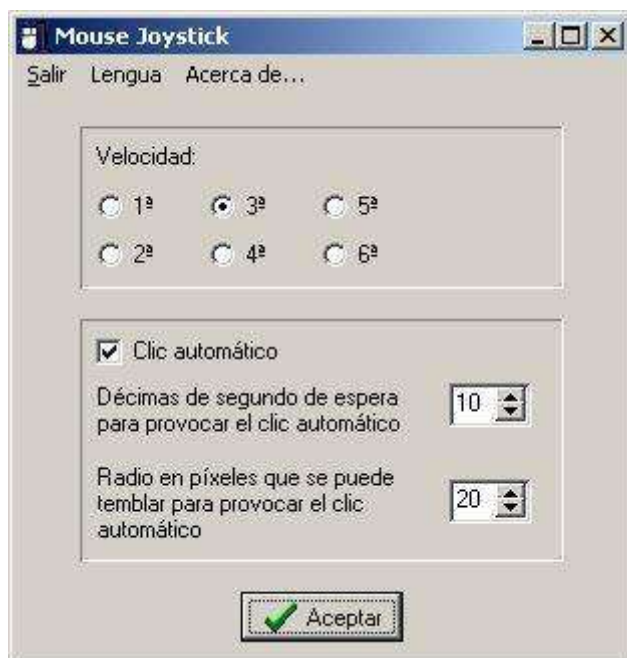 Mouse Joystick
Salir Lengua Acerca de...
Velocidad:
1ª 3ª 5ª
2ª 4ª 6ª
Clic automático
Décimas de segundo de espera
para provocar el clic automático
10
Radio en píxeles que se puede
temblar para provocar el clic
automático
20
Aceptar